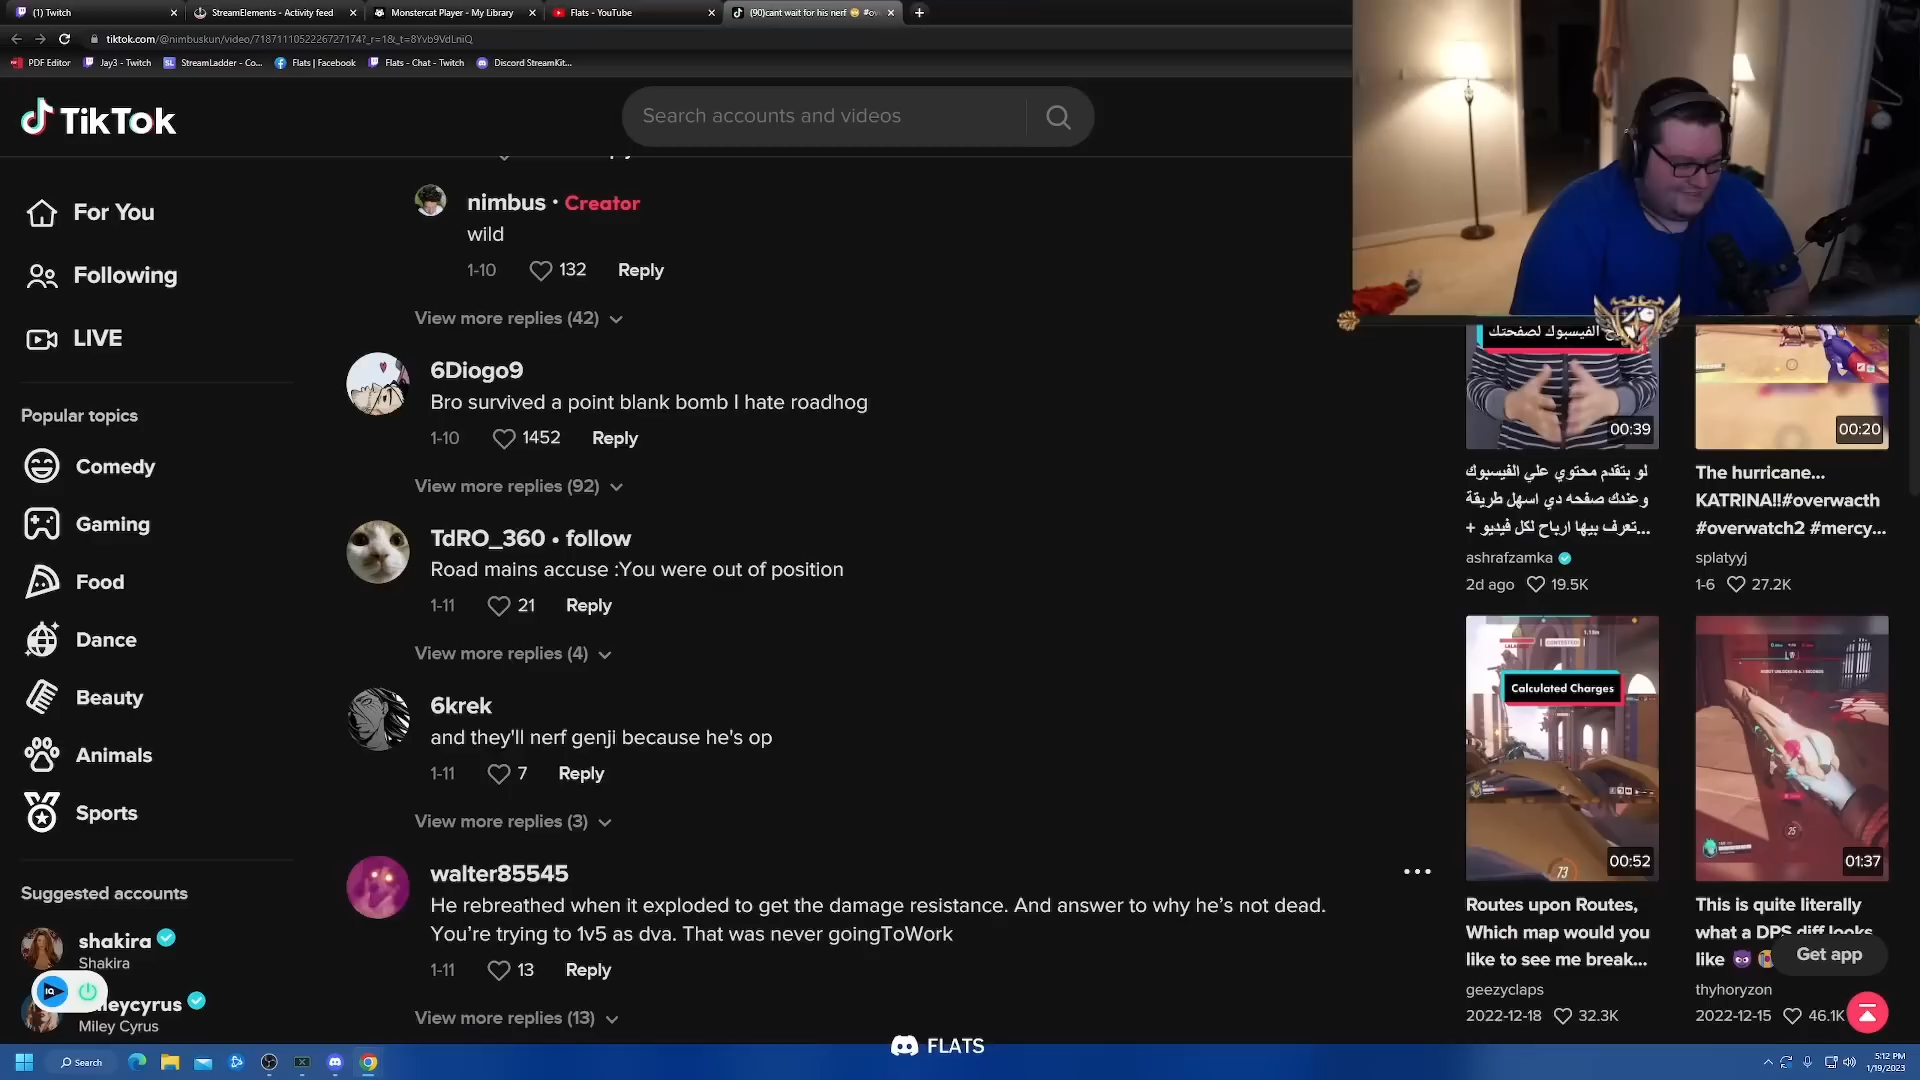 (1) Twitch
StreamElements - Activity feed
Monstercat Player - My Library
Flats - YouTube
(90)cant wait for his nerf
tiktok.com/@nimbuskun/video/7187111052226727174?_r=1&_t=8Yvb9VdLniQ
PDF Editor
Jay3 - Twitch
StreamLadder - Co...
Flats | Facebook
Flats - Chat - Twitch
Discord StreamKit...
TikTok
Search accounts and videos
For You
Following
LIVE
Popular topics
Comedy
Gaming
Food
Dance
Beauty
Animals
Sports
Suggested accounts
shakira
Shakira
leycyrus
Miley Cyrus
nimbus · Creator
wild
1-10 132 Reply
View more replies (42)
6Diogo9
Bro survived a point blank bomb I hate roadhog
1-10 1452 Reply
View more replies (92)
TdRO_360 • follow
Road mains accuse :You were out of position
1-11 21 Reply
View more replies (4)
6krek
and they'll nerf genji because he's op
1-11 7 Reply
View more replies (3)
walter85545
He rebreathed when it exploded to get the damage resistance. And answer to why he's not dead.
You're trying to 1v5 as dva. That was never goingToWork
1-11 13 Reply
View more replies (13)
الفيسبوك لصفحتك
00:39
لو بتقدم محتوي علي الفيسبوك
وعندك صفحه دي اسهل طريقة
تعرف بيها ارباح لكل فيديو + ...
ashrafzamka
2d ago 19.5K
00:20
The hurricane...
KATRINA!!#overwacth
#overwatch2 #mercy...
splatyyj
1-6 27.2K
CONTESTED!
Calculated Charges
73
00:52
Routes upon Routes,
Which map would you
like to see me break...
geezyclaps
2022-12-18 32.3K
25
01:37
This is quite literally
what a DPS diff looks
like
thyhoryzon
2022-12-15 46.1K
Get app
IQ
FLATS
Search
5:12 PM
1/19/2023